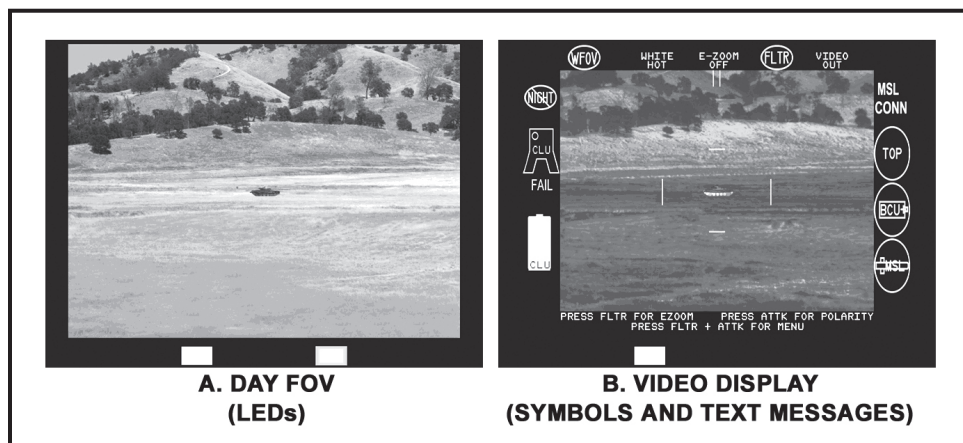 WFOV
WHITE HOT
E-ZOOM OFF
FLTR
VIDEO OUT
NIGHT
CLU
FAIL
CLU
MSL CONN
TOP
BCU+
MSL
PRESS FLTR FOR EZOOM PRESS ATTK FOR POLARITY
PRESS FLTR + ATTK FOR MENU
A. DAY FOV
(LEDs)
B. VIDEO DISPLAY
(SYMBOLS AND TEXT MESSAGES)